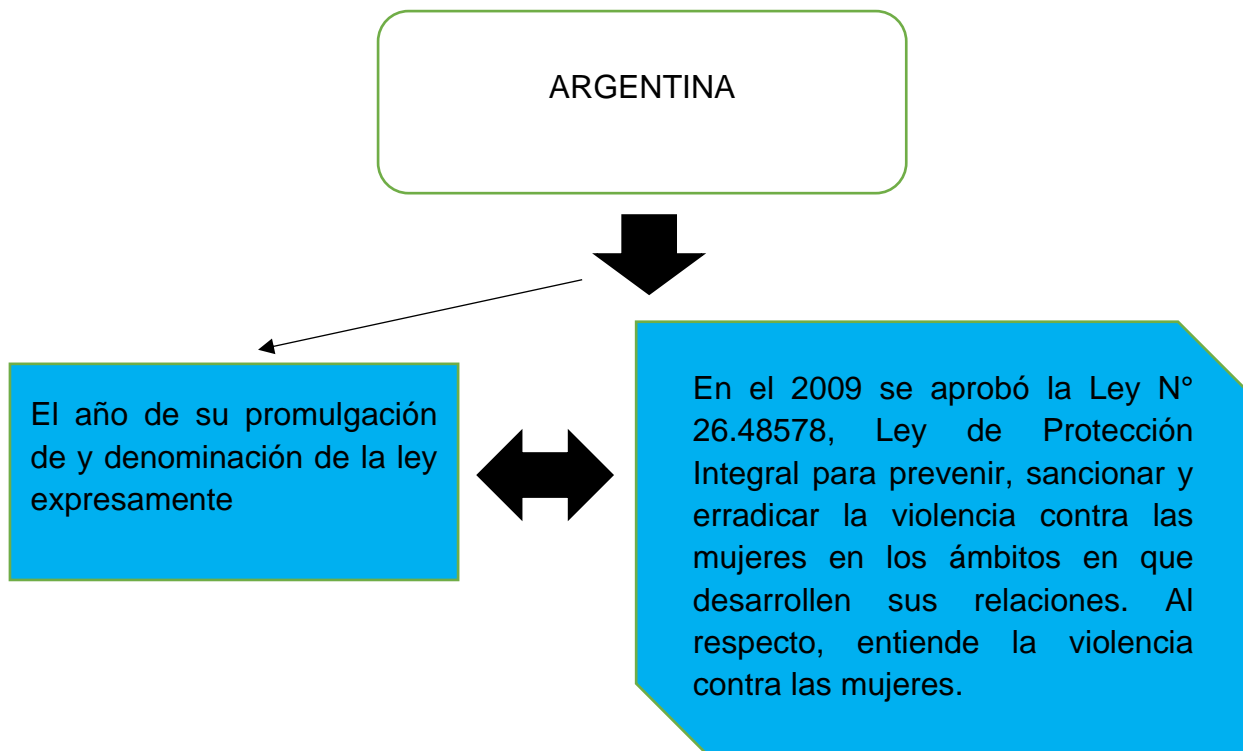 ARGENTINA
El año de su promulgación
de y denominación de la ley
expresamente
En el 2009 se aprobó la Ley N°
26.48578, Ley de Protección
Integral para prevenir, sancionar y
erradicar la violencia contra las
mujeres en los ámbitos en que
desarrollen sus relaciones. Al
respecto, entiende la violencia
contra las mujeres.